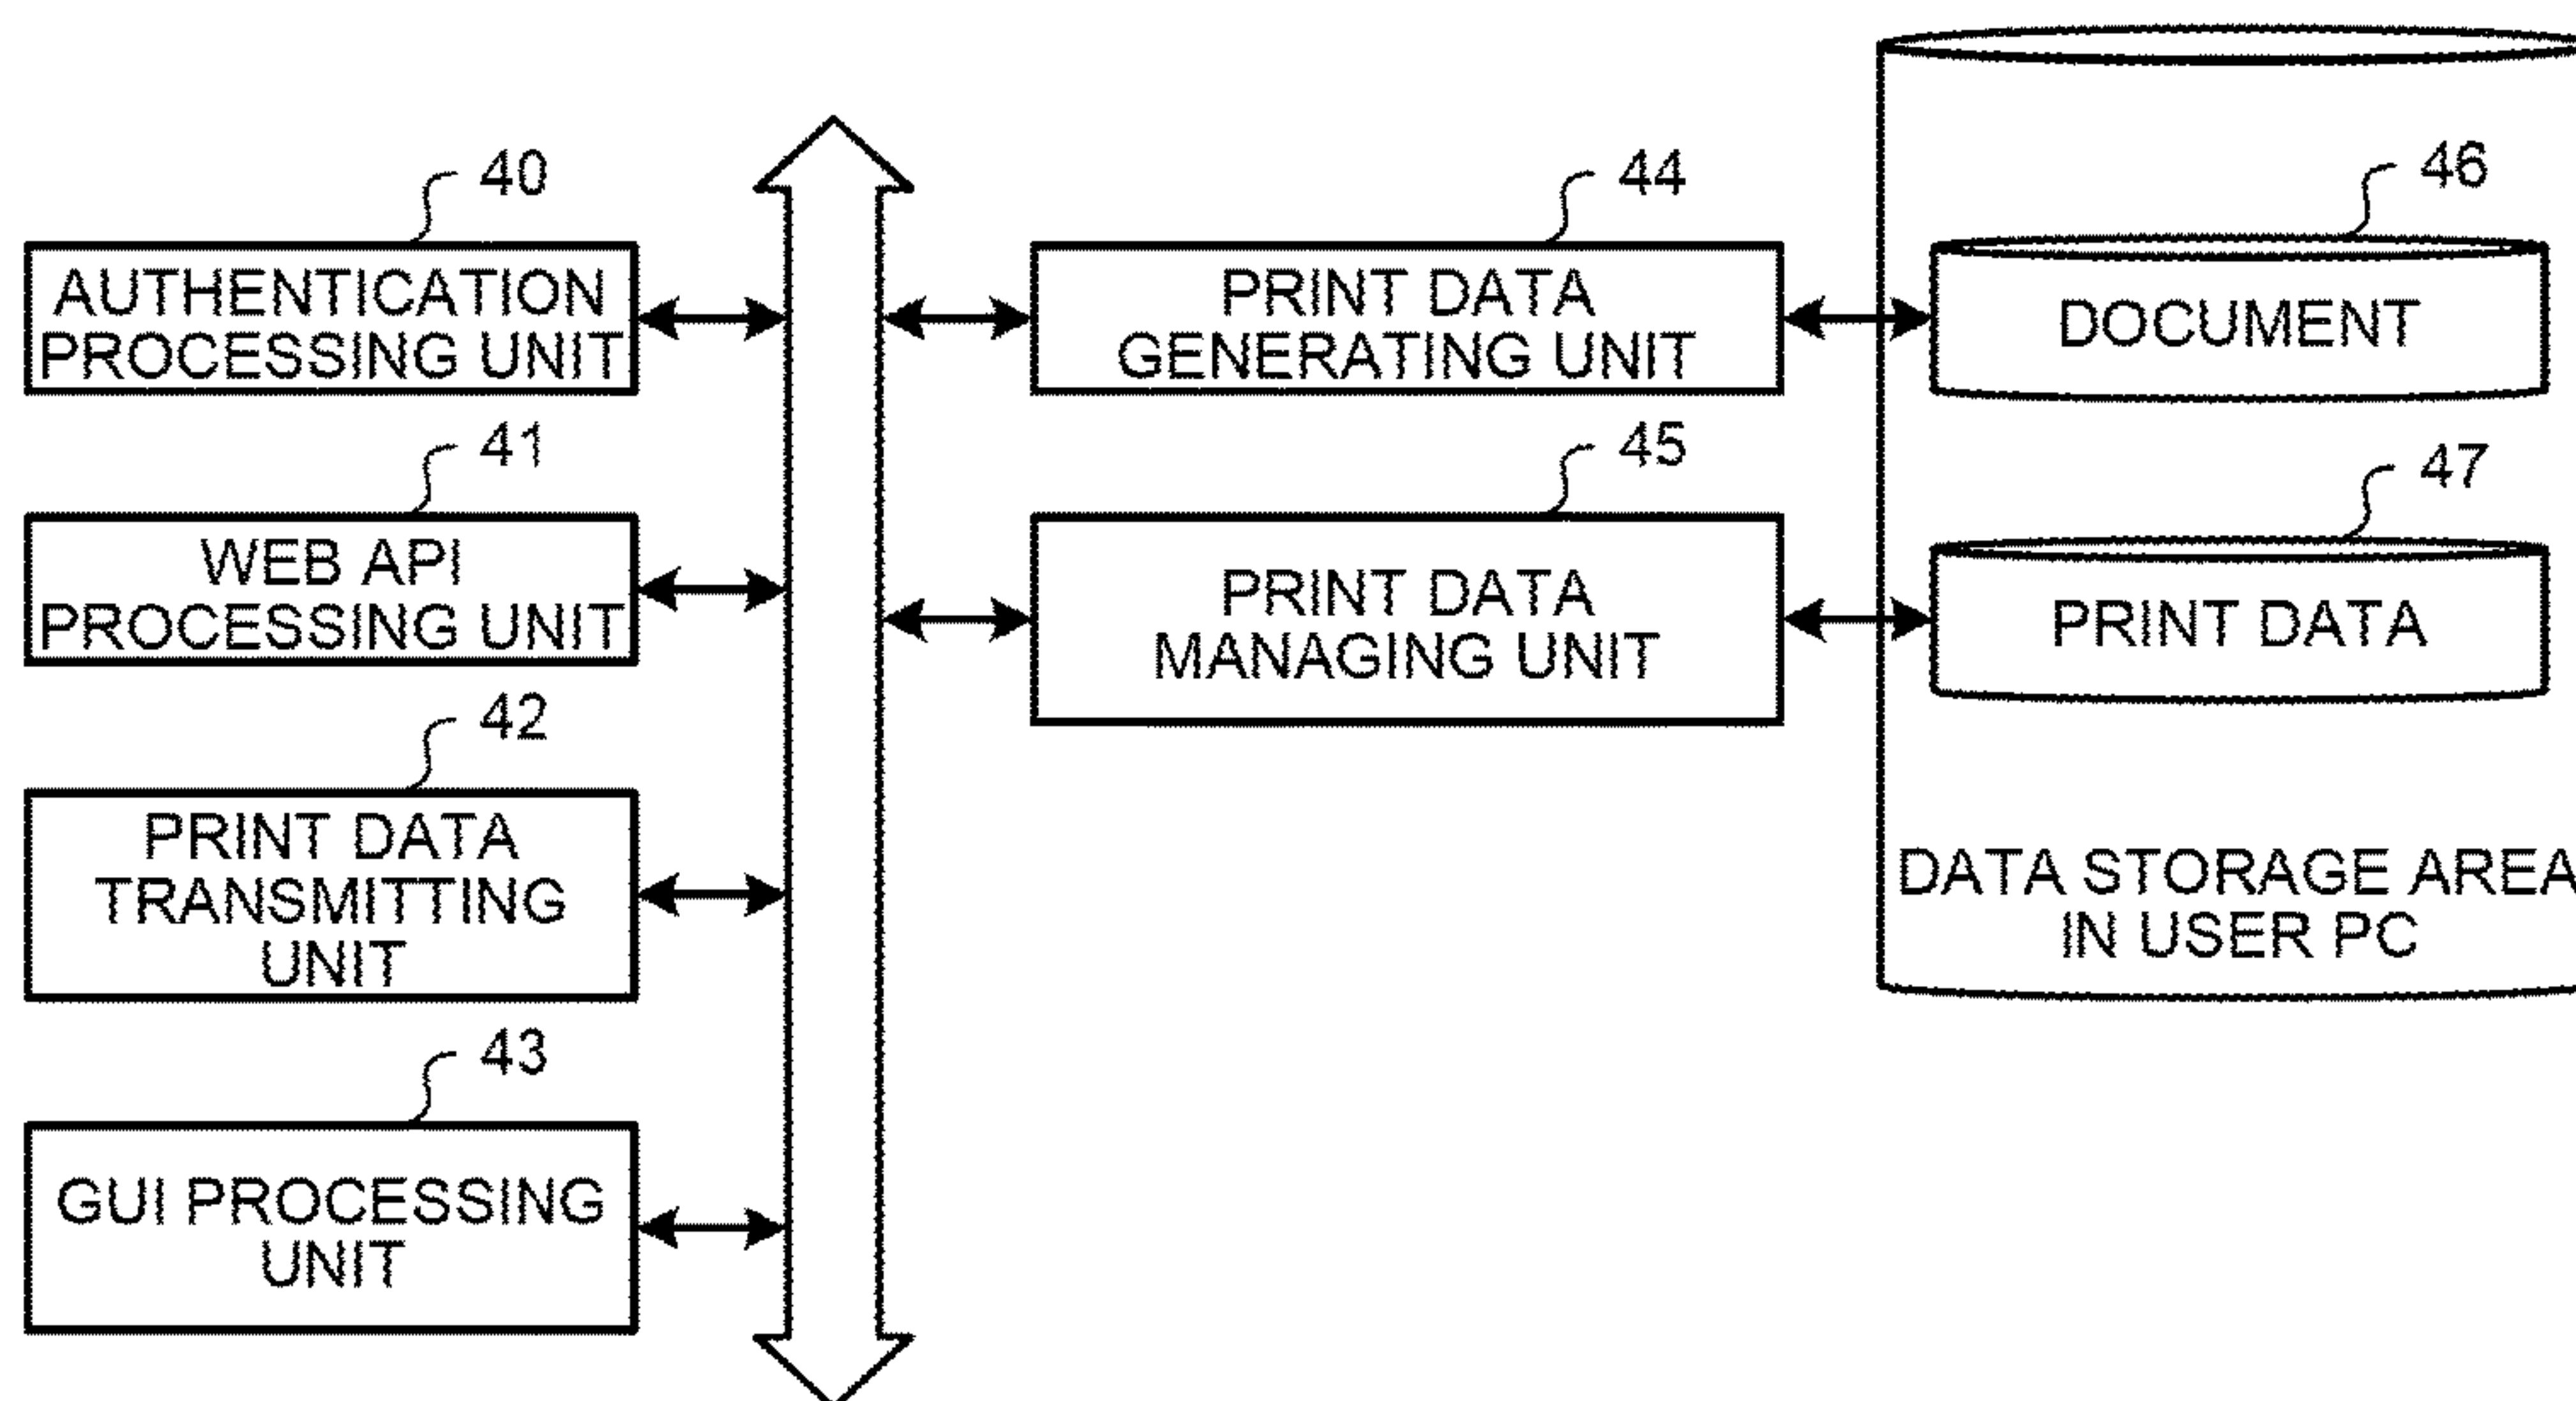 40
AUTHENTICATION
PROCESSING UNIT
41
WEB API
PROCESSING UNIT
42
PRINT DATA
TRANSMITTING
UNIT
43
GUI PROCESSING
UNIT
44
PRINT DATA
GENERATING UNIT
45
PRINT DATA
MANAGING UNIT
46
DOCUMENT
47
PRINT DATA
DATA STORAGE AREA
IN USER PC